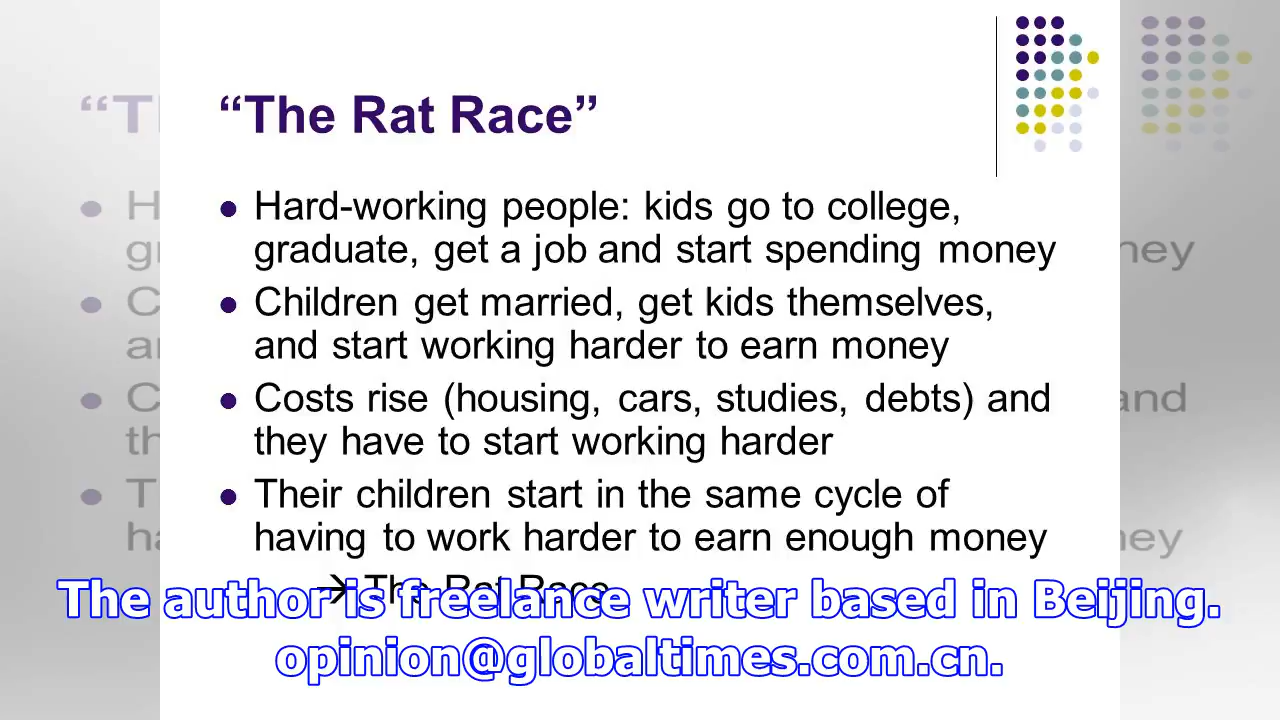 “The Rat Race”
● Hard-working people: kids go to college,
graduate, get a job and start spending money
● Children get married, get kids themselves,
and start working harder to earn money
● Costs rise (housing, cars, studies, debts) and
they have to start working harder
● Their children start in the same cycle of
having to work harder to earn enough money
→ The Rat Race
The author is freelance writer based in Beijing.
opinion@globaltimes.com.cn.